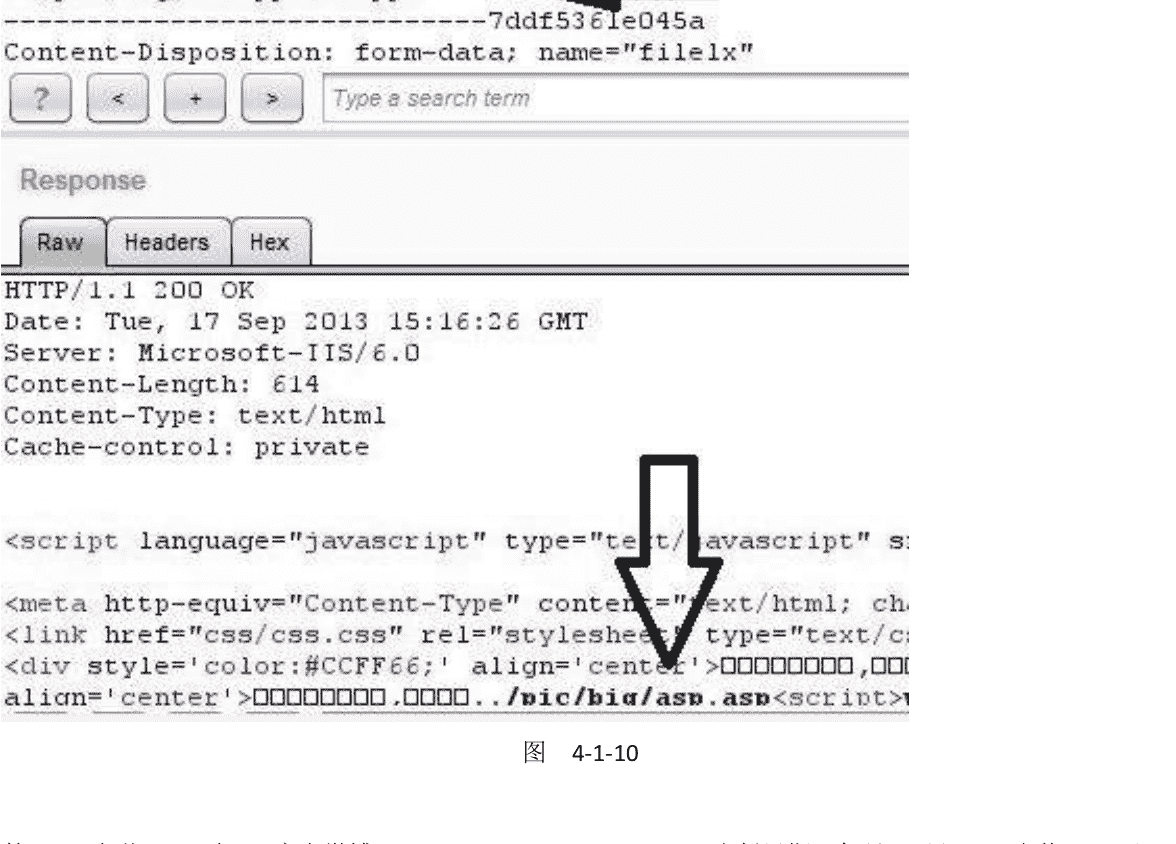 -----------------------------7ddf5361e045a
Content-Disposition: form-data; name="filelx"
? < + > Type a search term
Response
Raw Headers Hex
HTTP/1.1 200 OK
Date: Tue, 17 Sep 2013 15:16:26 GMT
Server: Microsoft-IIS/6.0
Content-Length: 614
Content-Type: text/html
Cache-control: private
<script language="javascript" type="text/javascript"
<meta http-equiv="Content-Type" content="text/html;
<link href="css/css.css" rel="stylesheet"
<div style='color:#CCFF66;' align='center'>□□□□□□□□,□□□
align='center'>□□□□□□□□,□□□□../pic/big/asp.asp<script>
图 4-1-10